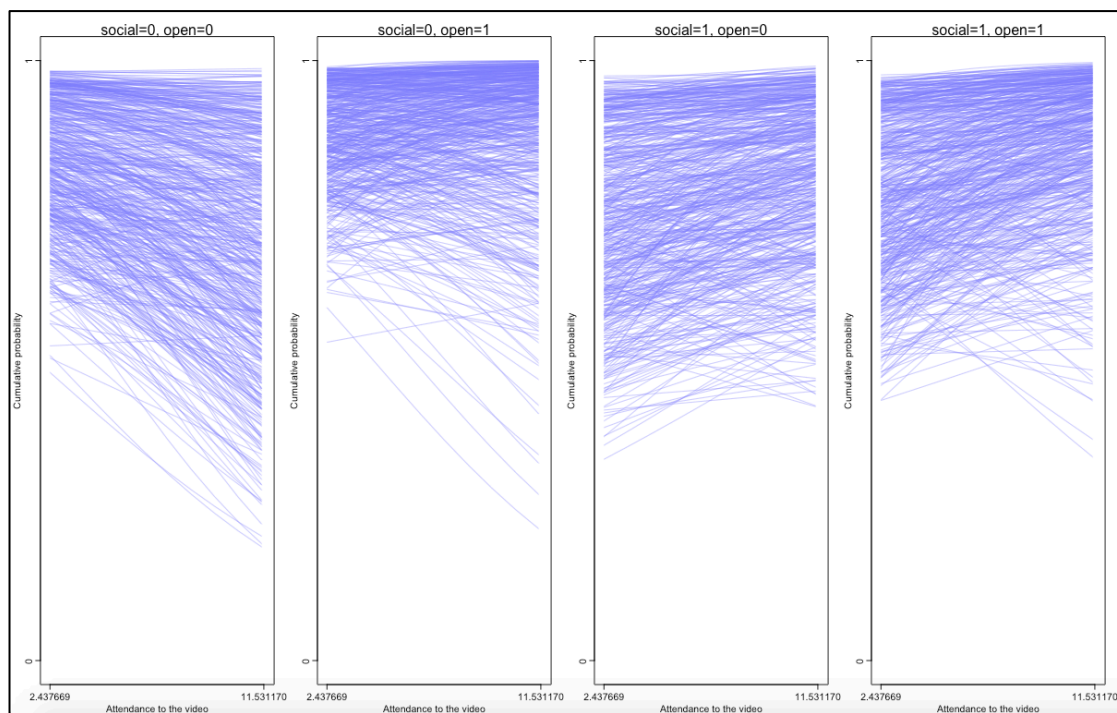 social=0, open=0
Cumulative probability
1
0
2.437669 11.531170
Attendance to the video
social=0, open=1
Cumulative probability
1
0
2.437669 11.531170
Attendance to the video
social=1, open=0
Cumulative probability
1
0
2.437669 11.531170
Attendance to the video
social=1, open=1
Cumulative probability
1
0
2.437669 11.531170
Attendance to the video